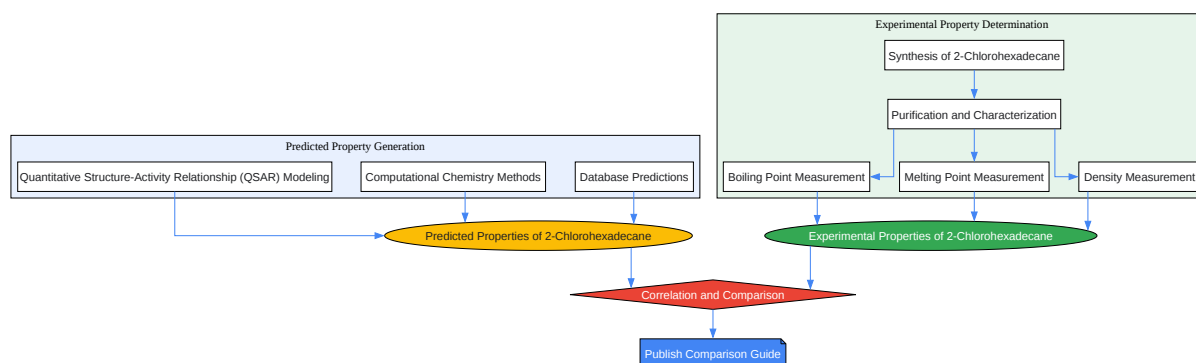 Experimental Property Determination
Synthesis of 2-Chlorohexadecane
Purification and Characterization
Predicted Property Generation
Quantitative Structure-Activity Relationship (QSAR) Modeling
Computational Chemistry Methods
Database Predictions
Boiling Point Measurement
Melting Point Measurement
Density Measurement
Predicted Properties of 2-Chlorohexadecane
Experimental Properties of 2-Chlorohexadecane
Correlation and Comparison
Publish Comparison Guide